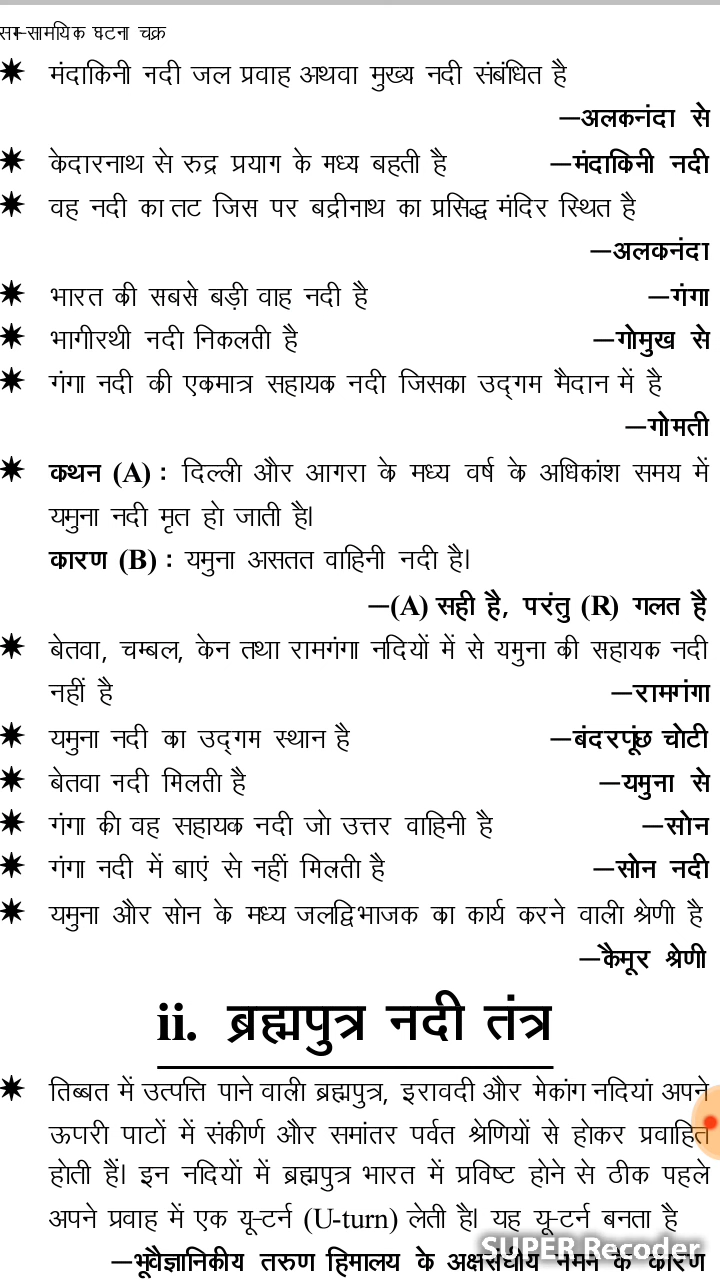 सम-सामयिक घटना चक्र
✷ मंदाकिनी नदी जल प्रवाह अथवा मुख्य नदी संबंधित है
—अलकनंदा से
✷ केदारनाथ से रुद्र प्रयाग के मध्य बहती है —मंदाकिनी नदी
✷ वह नदी का तट जिस पर बद्रीनाथ का प्रसिद्ध मंदिर स्थित है
—अलकनंदा
✷ भारत की सबसे बड़ी वाह नदी है —गंगा
✷ भागीरथी नदी निकलती है —गोमुख से
✷ गंगा नदी की एकमात्र सहायक नदी जिसका उद्गम मैदान में है
—गोमती
✷ कथन (A) : दिल्ली और आगरा के मध्य वर्ष के अधिकांश समय में
यमुना नदी मृत हो जाती है।
कारण (B) : यमुना असतत वाहिनी नदी है।
—(A) सही है, परंतु (R) गलत है
✷ बेतवा, चम्बल, केन तथा रामगंगा नदियों में से यमुना की सहायक नदी
नहीं है —रामगंगा
✷ यमुना नदी का उद्गम स्थान है —बंदरपूंछ चोटी
✷ बेतवा नदी मिलती है —यमुना से
✷ गंगा की वह सहायक नदी जो उत्तर वाहिनी है —सोन
✷ गंगा नदी में बाएं से नहीं मिलती है —सोन नदी
✷ यमुना और सोन के मध्य जलद्विभाजक का कार्य करने वाली श्रेणी है
—कैमूर श्रेणी
ii. ब्रह्मपुत्र नदी तंत्र
✷ तिब्बत में उत्पत्ति पाने वाली ब्रह्मपुत्र, इरावदी और मेकांग नदियां अपने
ऊपरी पाटों में संकीर्ण और समांतर पर्वत श्रेणियों से होकर प्रवाहित
होती हैं। इन नदियों में ब्रह्मपुत्र भारत में प्रविष्ट होने से ठीक पहले
अपने प्रवाह में एक यू-टर्न (U-turn) लेती है। यह यू-टर्न बनता है
—भूवैज्ञानिकीय तरुण हिमालय के अक्षसंघीय नमन के कारण
SUPER Recorder